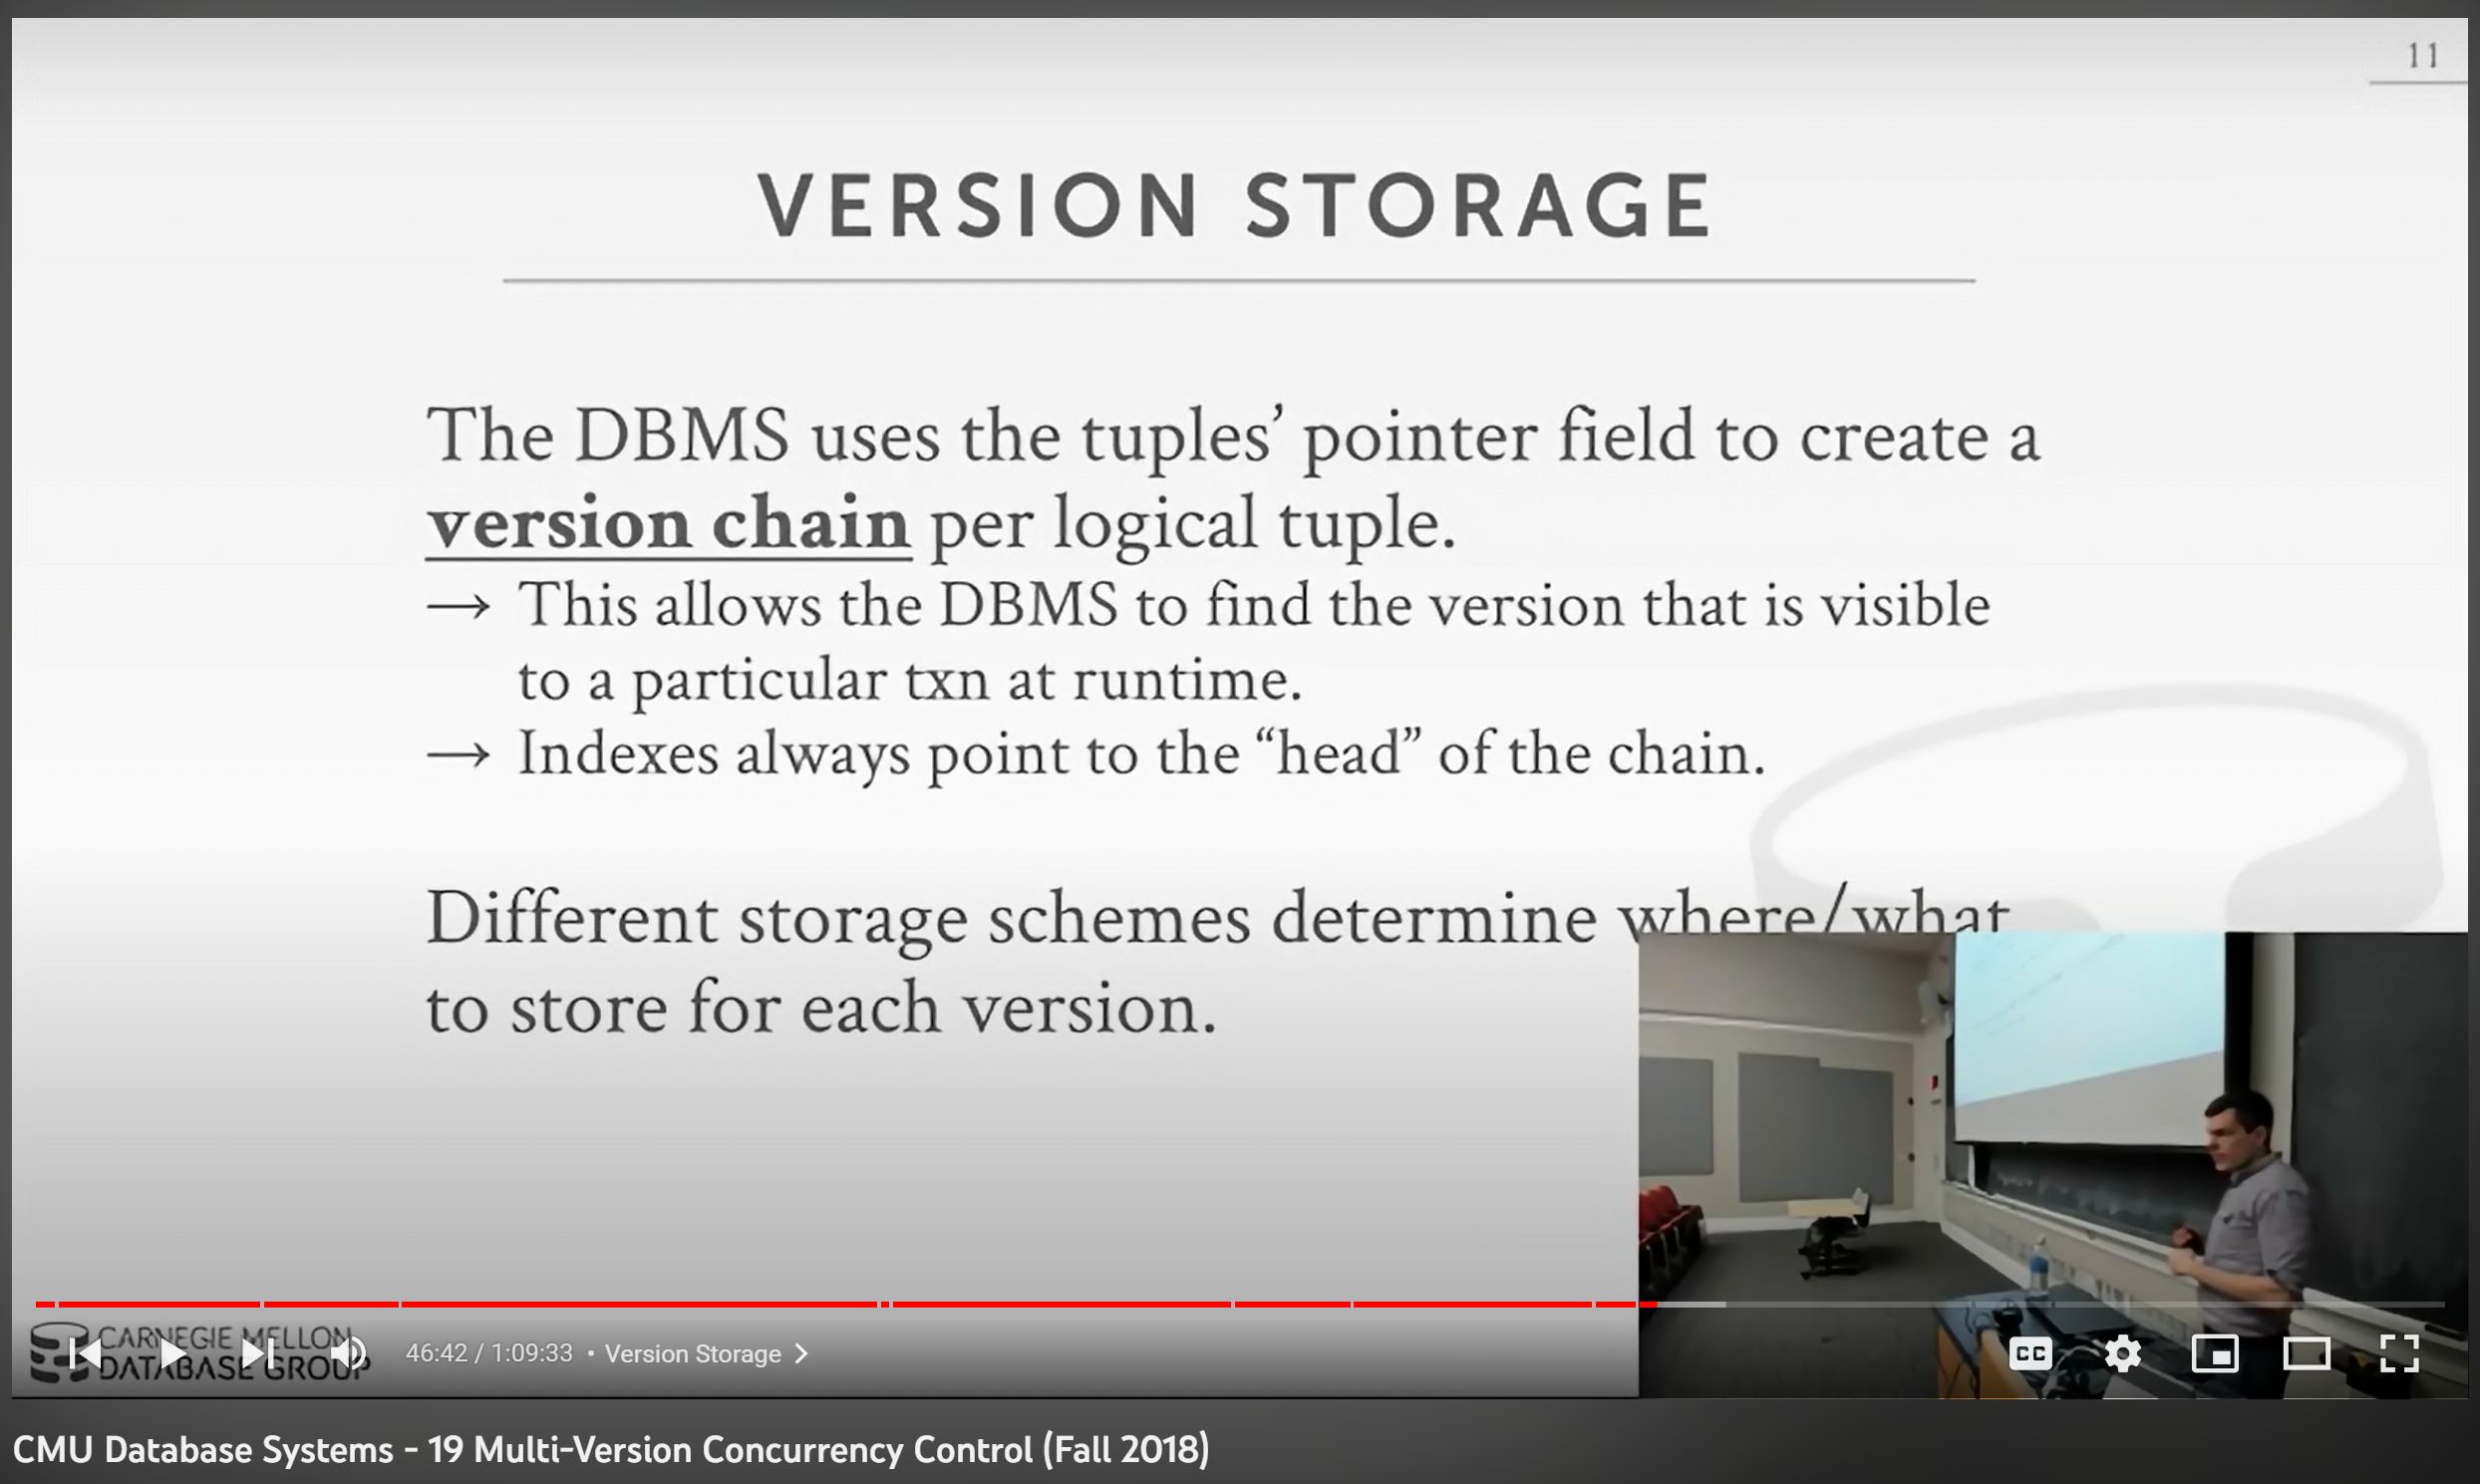 11
VERSION STORAGE
The DBMS uses the tuples’ pointer field to create a
version chain per logical tuple.
→ This allows the DBMS to find the version that is visible
to a particular txn at runtime.
→ Indexes always point to the “head” of the chain.
Different storage schemes determine where/what
to store for each version.
CARNEGIE MELLON
DATABASE GROUP
46:42 / 1:09:33 • Version Storage
CC
CMU Database Systems - 19 Multi-Version Concurrency Control (Fall 2018)